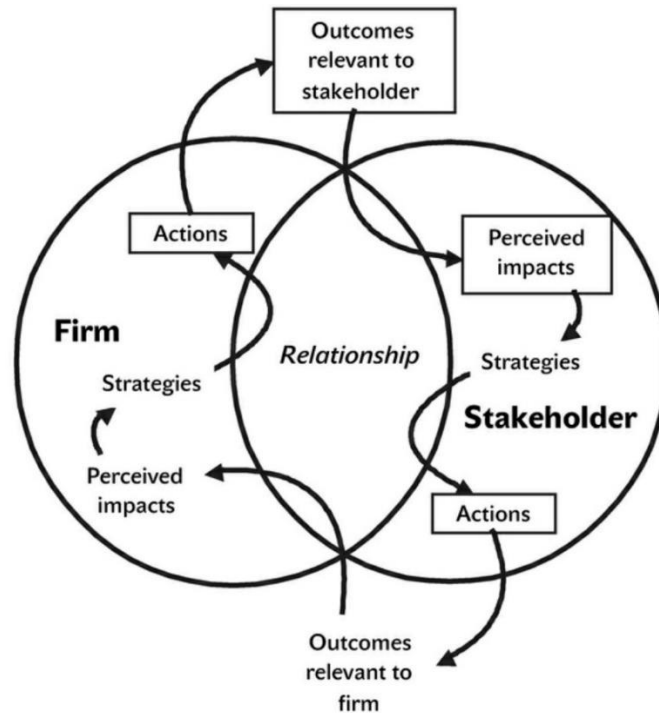 Outcomes
relevant to
stakeholder
Actions
Perceived
impacts
Firm
Relationship
Strategies
Strategies
Stakeholder
Perceived
impacts
Actions
Outcomes
relevant to
firm